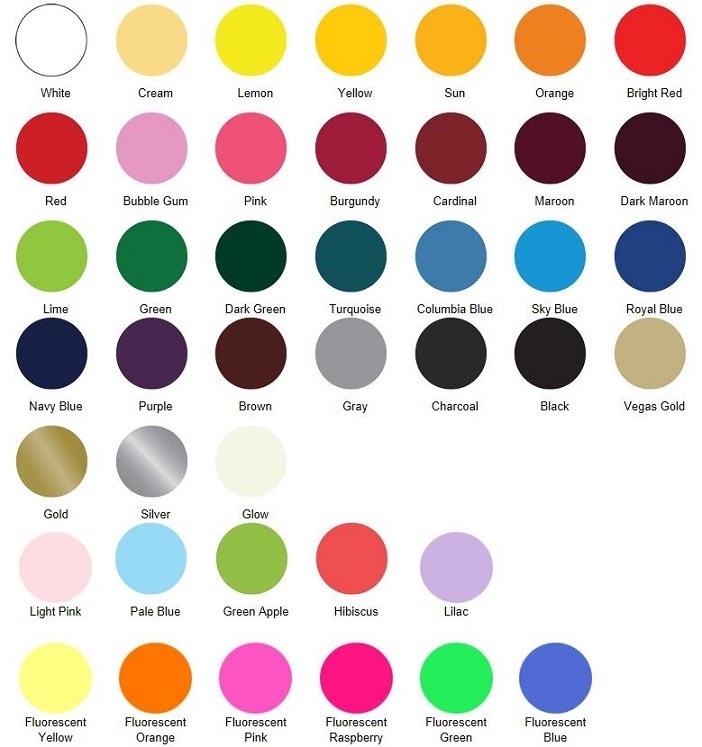 White Cream Lemon Yellow Sun Orange Bright Red
Red Bubble Gum Pink Burgundy Cardinal Maroon Dark Maroon
Lime Green Dark Green Turquoise Columbia Blue Sky Blue Royal Blue
Navy Blue Purple Brown Gray Charcoal Black Vegas Gold
Gold Silver Glow
Light Pink Pale Blue Green Apple Hibiscus Lilac
Fluorescent Fluorescent Fluorescent Fluorescent Fluorescent Fluorescent
Yellow Orange Pink Raspberry Green Blue